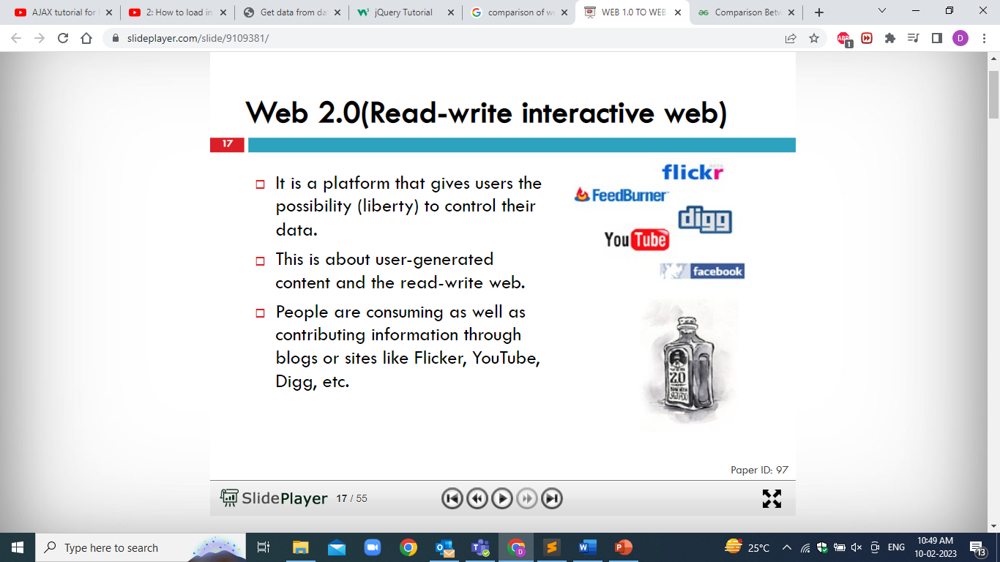 AJAX tutorial for
2: How to load in
Get data from da
jQuery Tutorial
comparison of we
WEB 1.0 TO WEB
Comparison Betw
slideplayer.com/slide/9109381/
ABP
1
D
Web 2.0(Read-write interactive web)
17
It is a platform that gives users the
possibility (liberty) to control their
data.
This is about user-generated
content and the read-write web.
People are consuming as well as
contributing information through
blogs or sites like Flicker, YouTube,
Digg, etc.
flickr
FeedBurner
digg
YouTube
facebook
2.0
Paper ID: 97
SlidePlayer 17 / 55
Type here to search
25°C
ENG
10:49 AM
10-02-2023
13